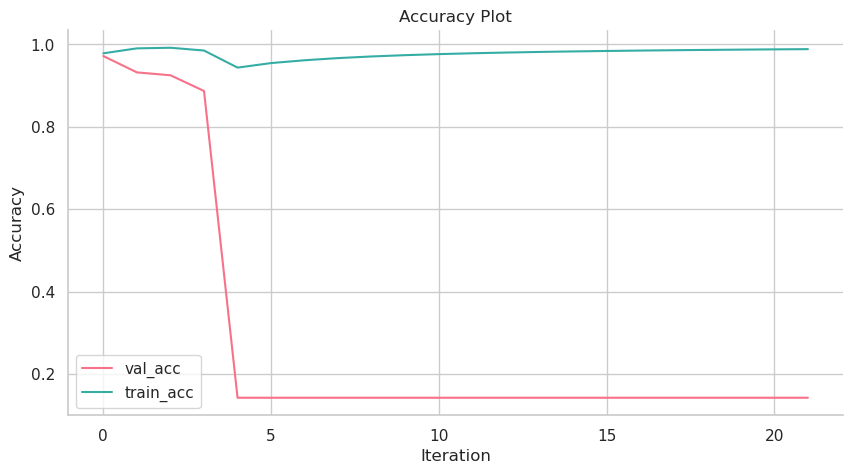 Accuracy Plot
Accuracy
1.0
0.8
0.6
0.4
0.2
val_acc
train_acc
0 5 10 15 20
Iteration